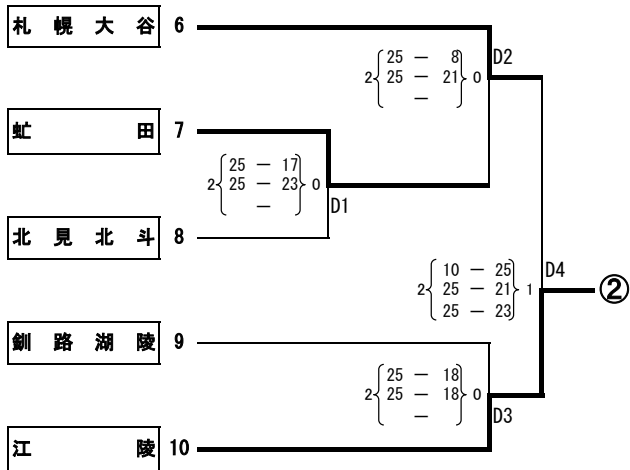 札幌大谷 6
D2
25 － 8
2 25 － 21 0
－
虻田 7
25 － 17
2 25 － 23 0
－
D1
北見北斗 8
10 － 25
D4
2 25 － 21 1
②
25 － 23
釧路湖陵 9
25 － 18
2 25 － 18 0
－
D3
江陵 10